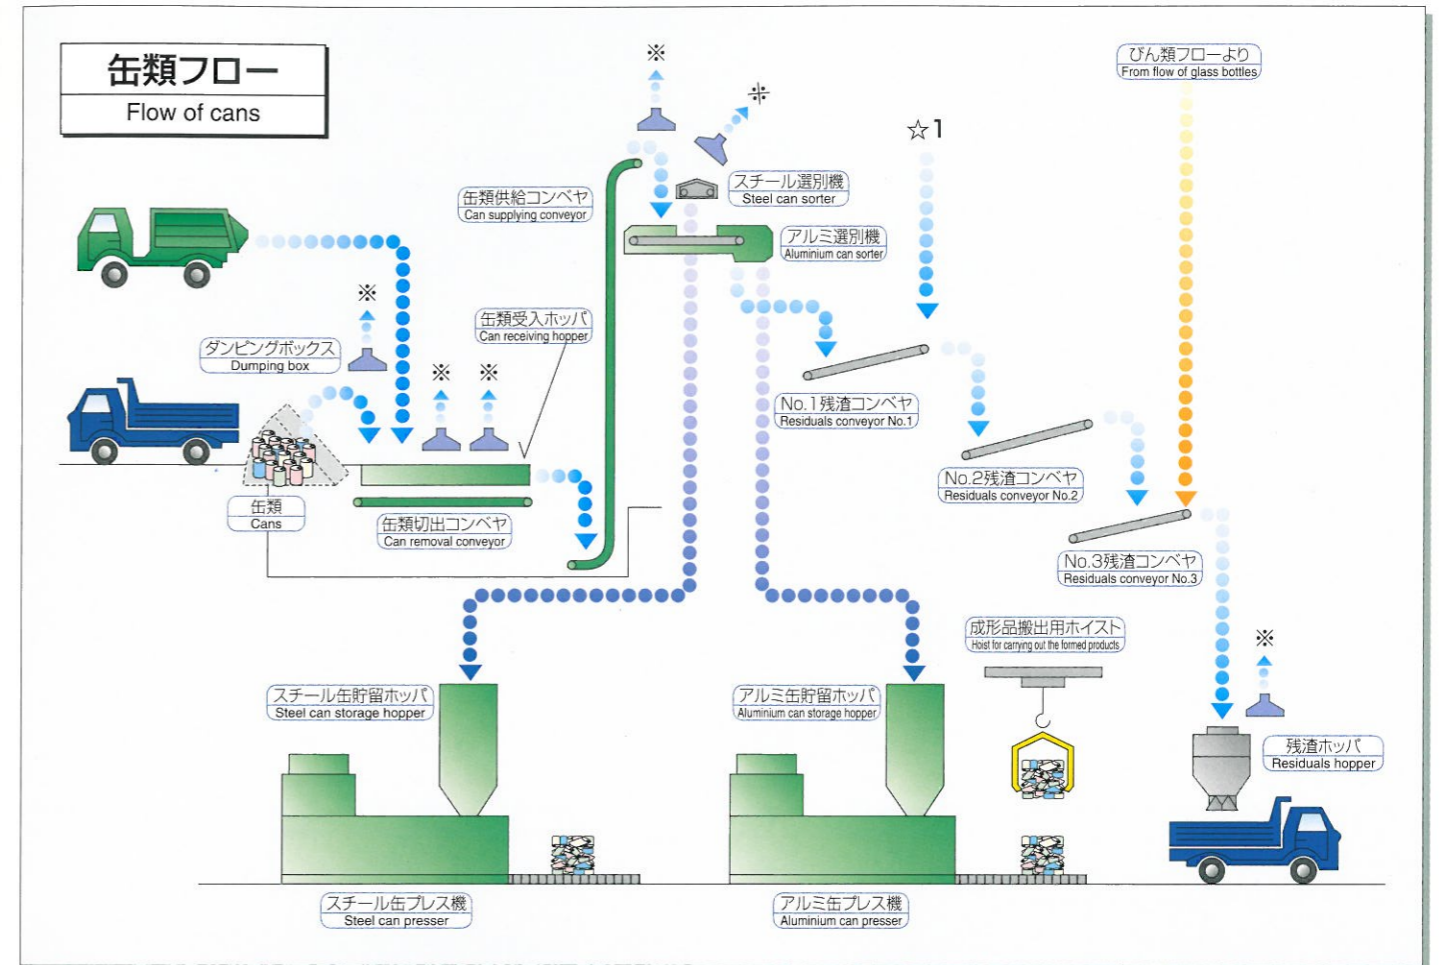 缶類フロー
Flow of cans
※
※
☆1
びん類フローより
From flow of glass bottles
缶類供給コンベヤ
Can supplying conveyor
スチール選別機
Steel can sorter
アルミ選別機
Aluminium can sorter
※
缶類受入ホッパ
Can receiving hopper
ダンピングボックス
Dumping box
※
※
No.1残渣コンベヤ
Residuals conveyor No.1
No.2残渣コンベヤ
Residuals conveyor No.2
缶類
Cans
缶類切出コンベヤ
Can removal conveyor
No.3残渣コンベヤ
Residuals conveyor No.3
成形品搬出用ホイスト
Hoist for carrying out the formed products
※
スチール缶貯留ホッパ
Steel can storage hopper
アルミ缶貯留ホッパ
Aluminium can storage hopper
残渣ホッパ
Residuals hopper
スチール缶プレス機
Steel can presser
アルミ缶プレス機
Aluminium can presser